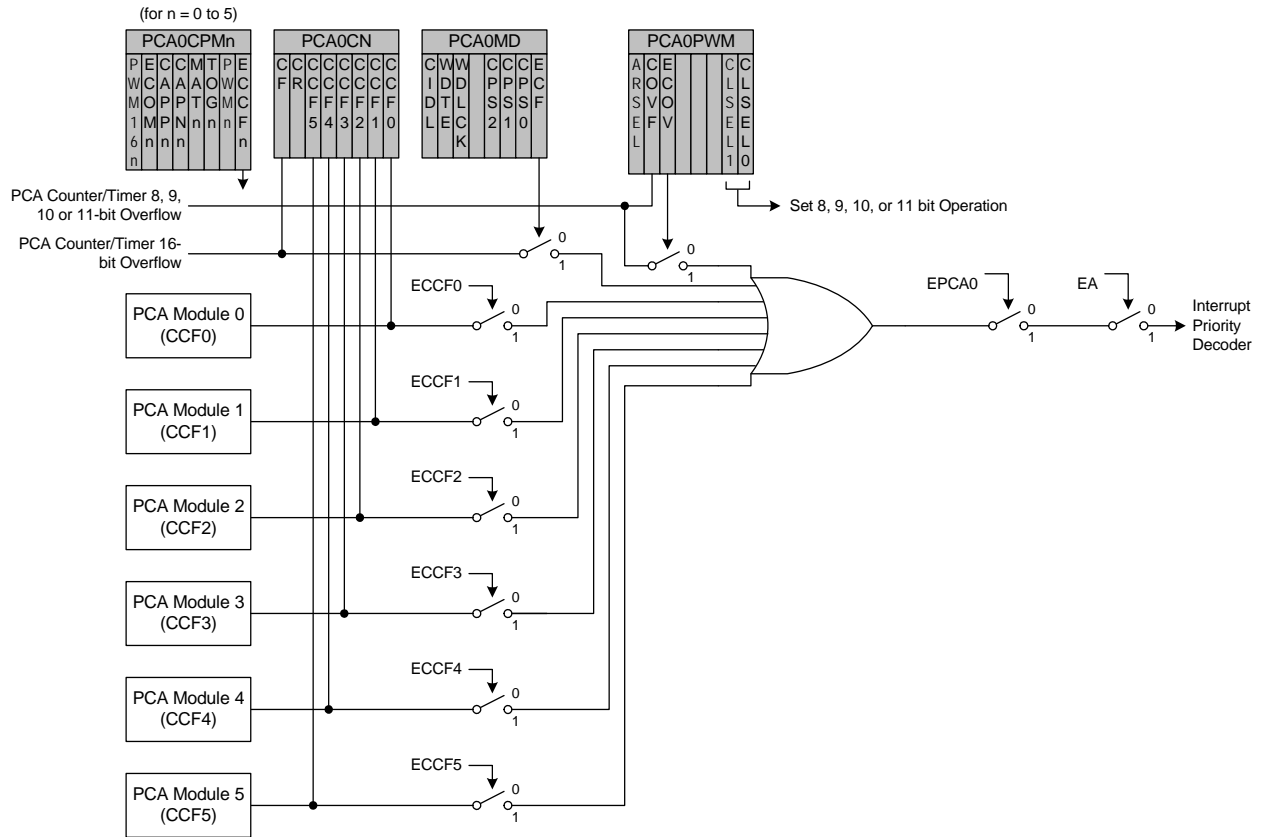 (for n = 0 to 5)
PCA0CPMn
PWM16n
ECOMn
CAPPn
CAPNn
MATn
TOGn
PWMn
ECCFn
PCA0CN
CF
CR
CCF5
CCF4
CCF3
CCF2
CCF1
CCF0
PCA0MD
CIDL
WDTE
WDLCK
CPS2
CPS1
CPS0
ECF
PCA0PWM
ARSEL
COVF
ECOV
CLSEL1
CLSEL0
PCA Counter/Timer 8, 9,
10 or 11-bit Overflow
Set 8, 9, 10, or 11 bit Operation
PCA Counter/Timer 16-
bit Overflow
0
1
0
1
PCA Module 0
(CCF0)
ECCF0
0
1
EPCA0
0
1
EA
0
1
Interrupt
Priority
Decoder
PCA Module 1
(CCF1)
ECCF1
0
1
PCA Module 2
(CCF2)
ECCF2
0
1
PCA Module 3
(CCF3)
ECCF3
0
1
PCA Module 4
(CCF4)
ECCF4
0
1
PCA Module 5
(CCF5)
ECCF5
0
1